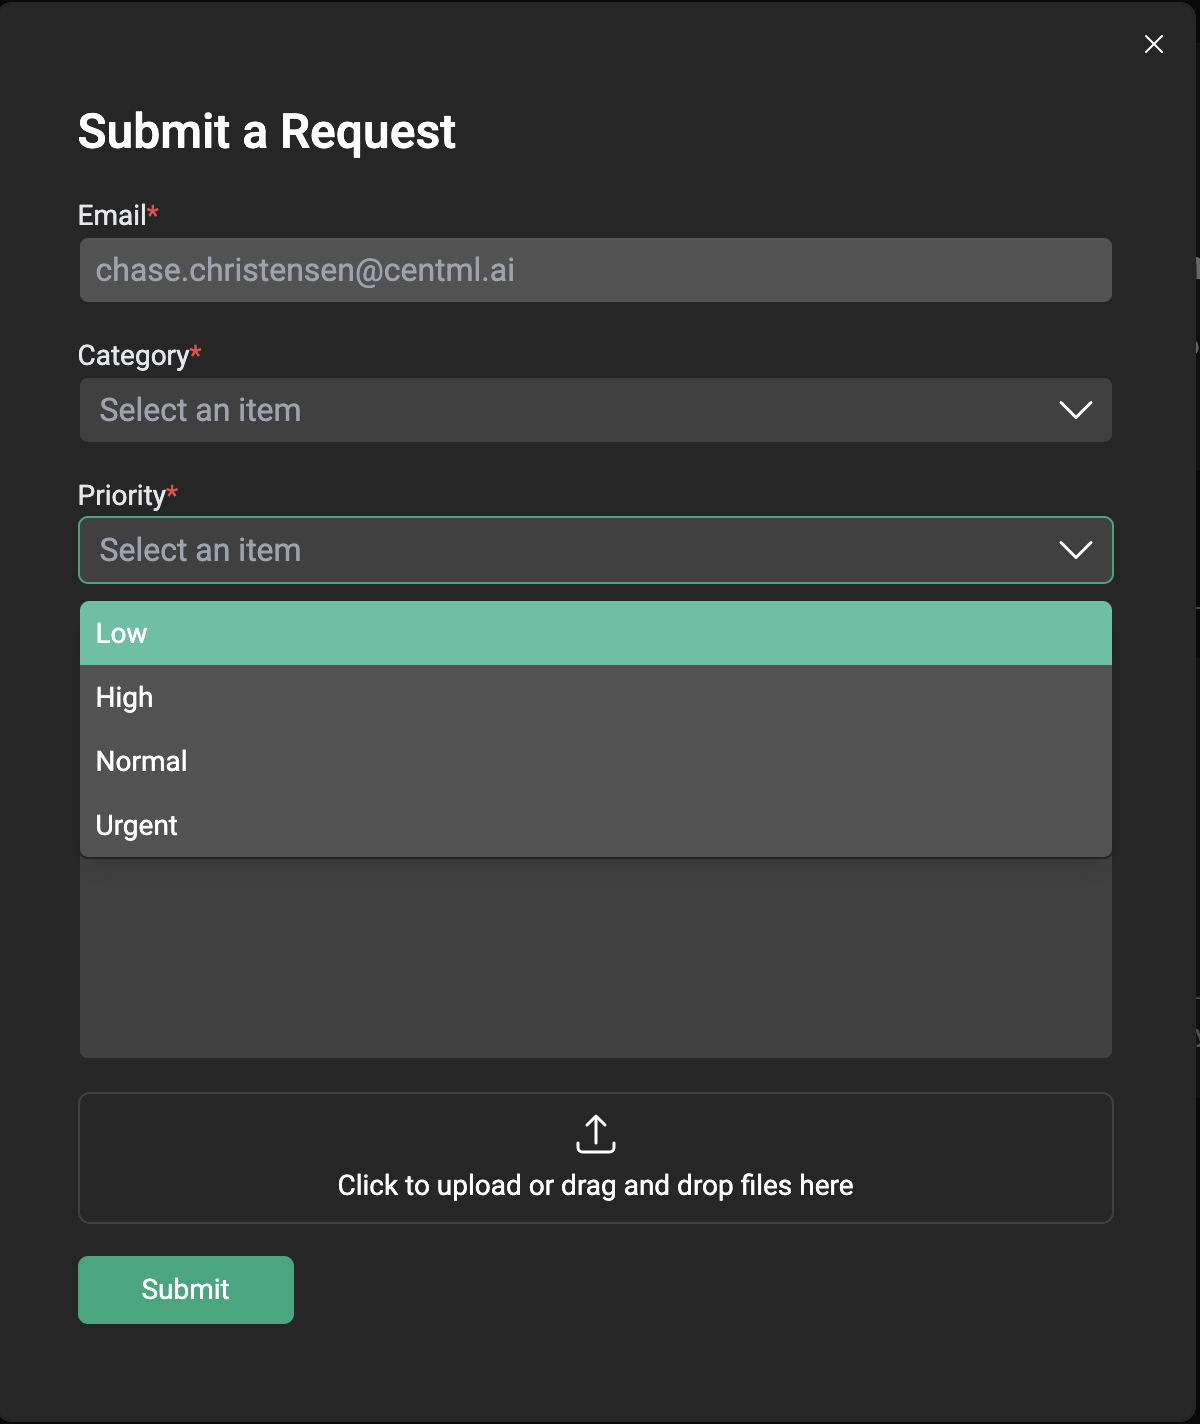 Submit a Request
Email*
chase.christensen@centml.ai
Category*
Select an item
Priority*
Select an item
Low
High
Normal
Urgent
Click to upload or drag and drop files here
Submit